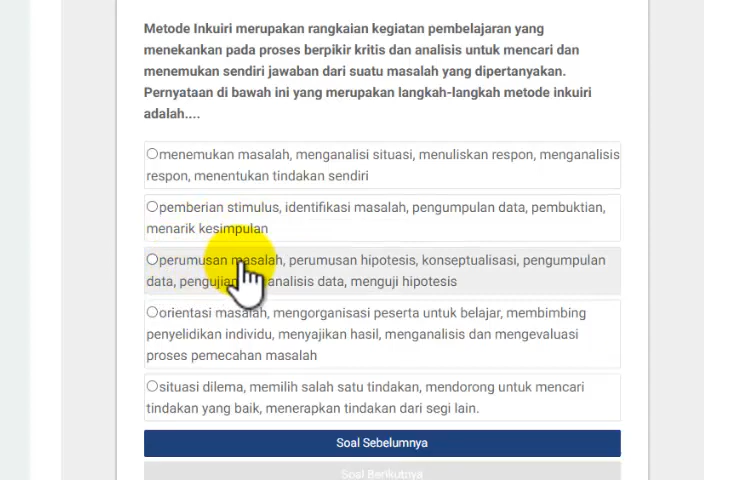 Metode Inkuiri merupakan rangkaian kegiatan pembelajaran yang
menekankan pada proses berpikir kritis dan analisis untuk mencari dan
menemukan sendiri jawaban dari suatu masalah yang dipertanyakan.
Pernyataan di bawah ini yang merupakan langkah-langkah metode inkuiri
adalah....
menemukan masalah, menganalisi situasi, menuliskan respon, menganalisis
respon, menentukan tindakan sendiri
pemberian stimulus, identifikasi masalah, pengumpulan data, pembuktian,
menarik kesimpulan
perumusan masalah, perumusan hipotesis, konseptualisasi, pengumpulan
data, analisis data, menguji hipotesis
orientasi masalah, mengorganisasi peserta untuk belajar, membimbing
penyelidikan individu, menyajikan hasil, menganalisis dan mengevaluasi
proses pemecahan masalah
situasi dilema, memilih salah satu tindakan, mendorong untuk mencari
tindakan yang baik, menerapkan tindakan dari segi lain.
Soal Sebelumnya
Soal Berikutnya